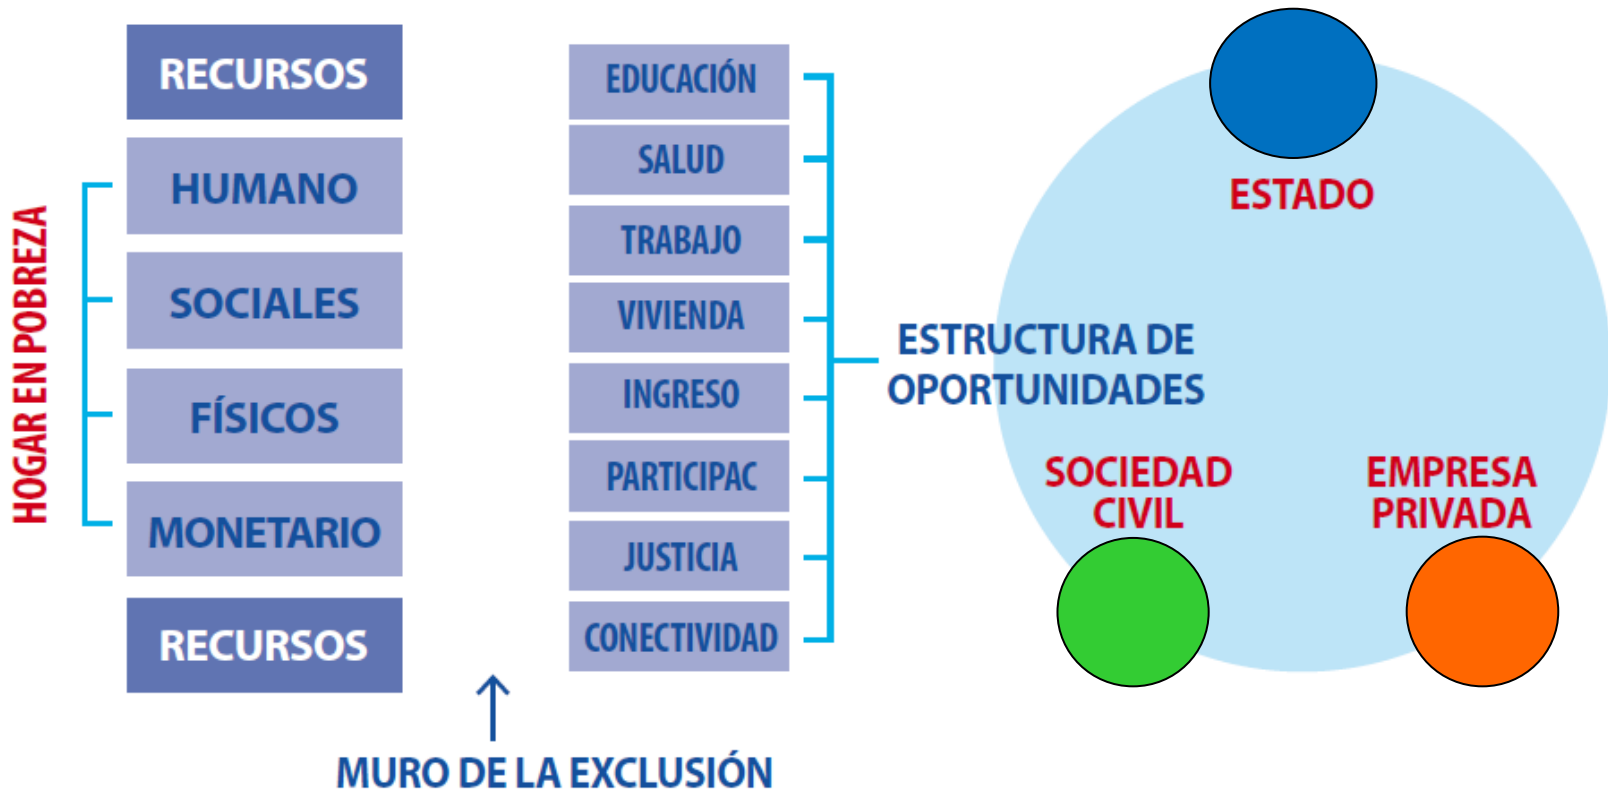 HOGAR EN POBREZA
RECURSOS
HUMANO
SOCIALES
FÍSICOS
MONETARIO
RECURSOS
EDUCACIÓN
SALUD
TRABAJO
VIVIENDA
INGRESO
PARTICIPAC
JUSTICIA
CONECTIVIDAD
MURO DE LA EXCLUSIÓN
ESTRUCTURA DE
OPORTUNIDADES
ESTADO
SOCIEDAD
CIVIL
EMPRESA
PRIVADA